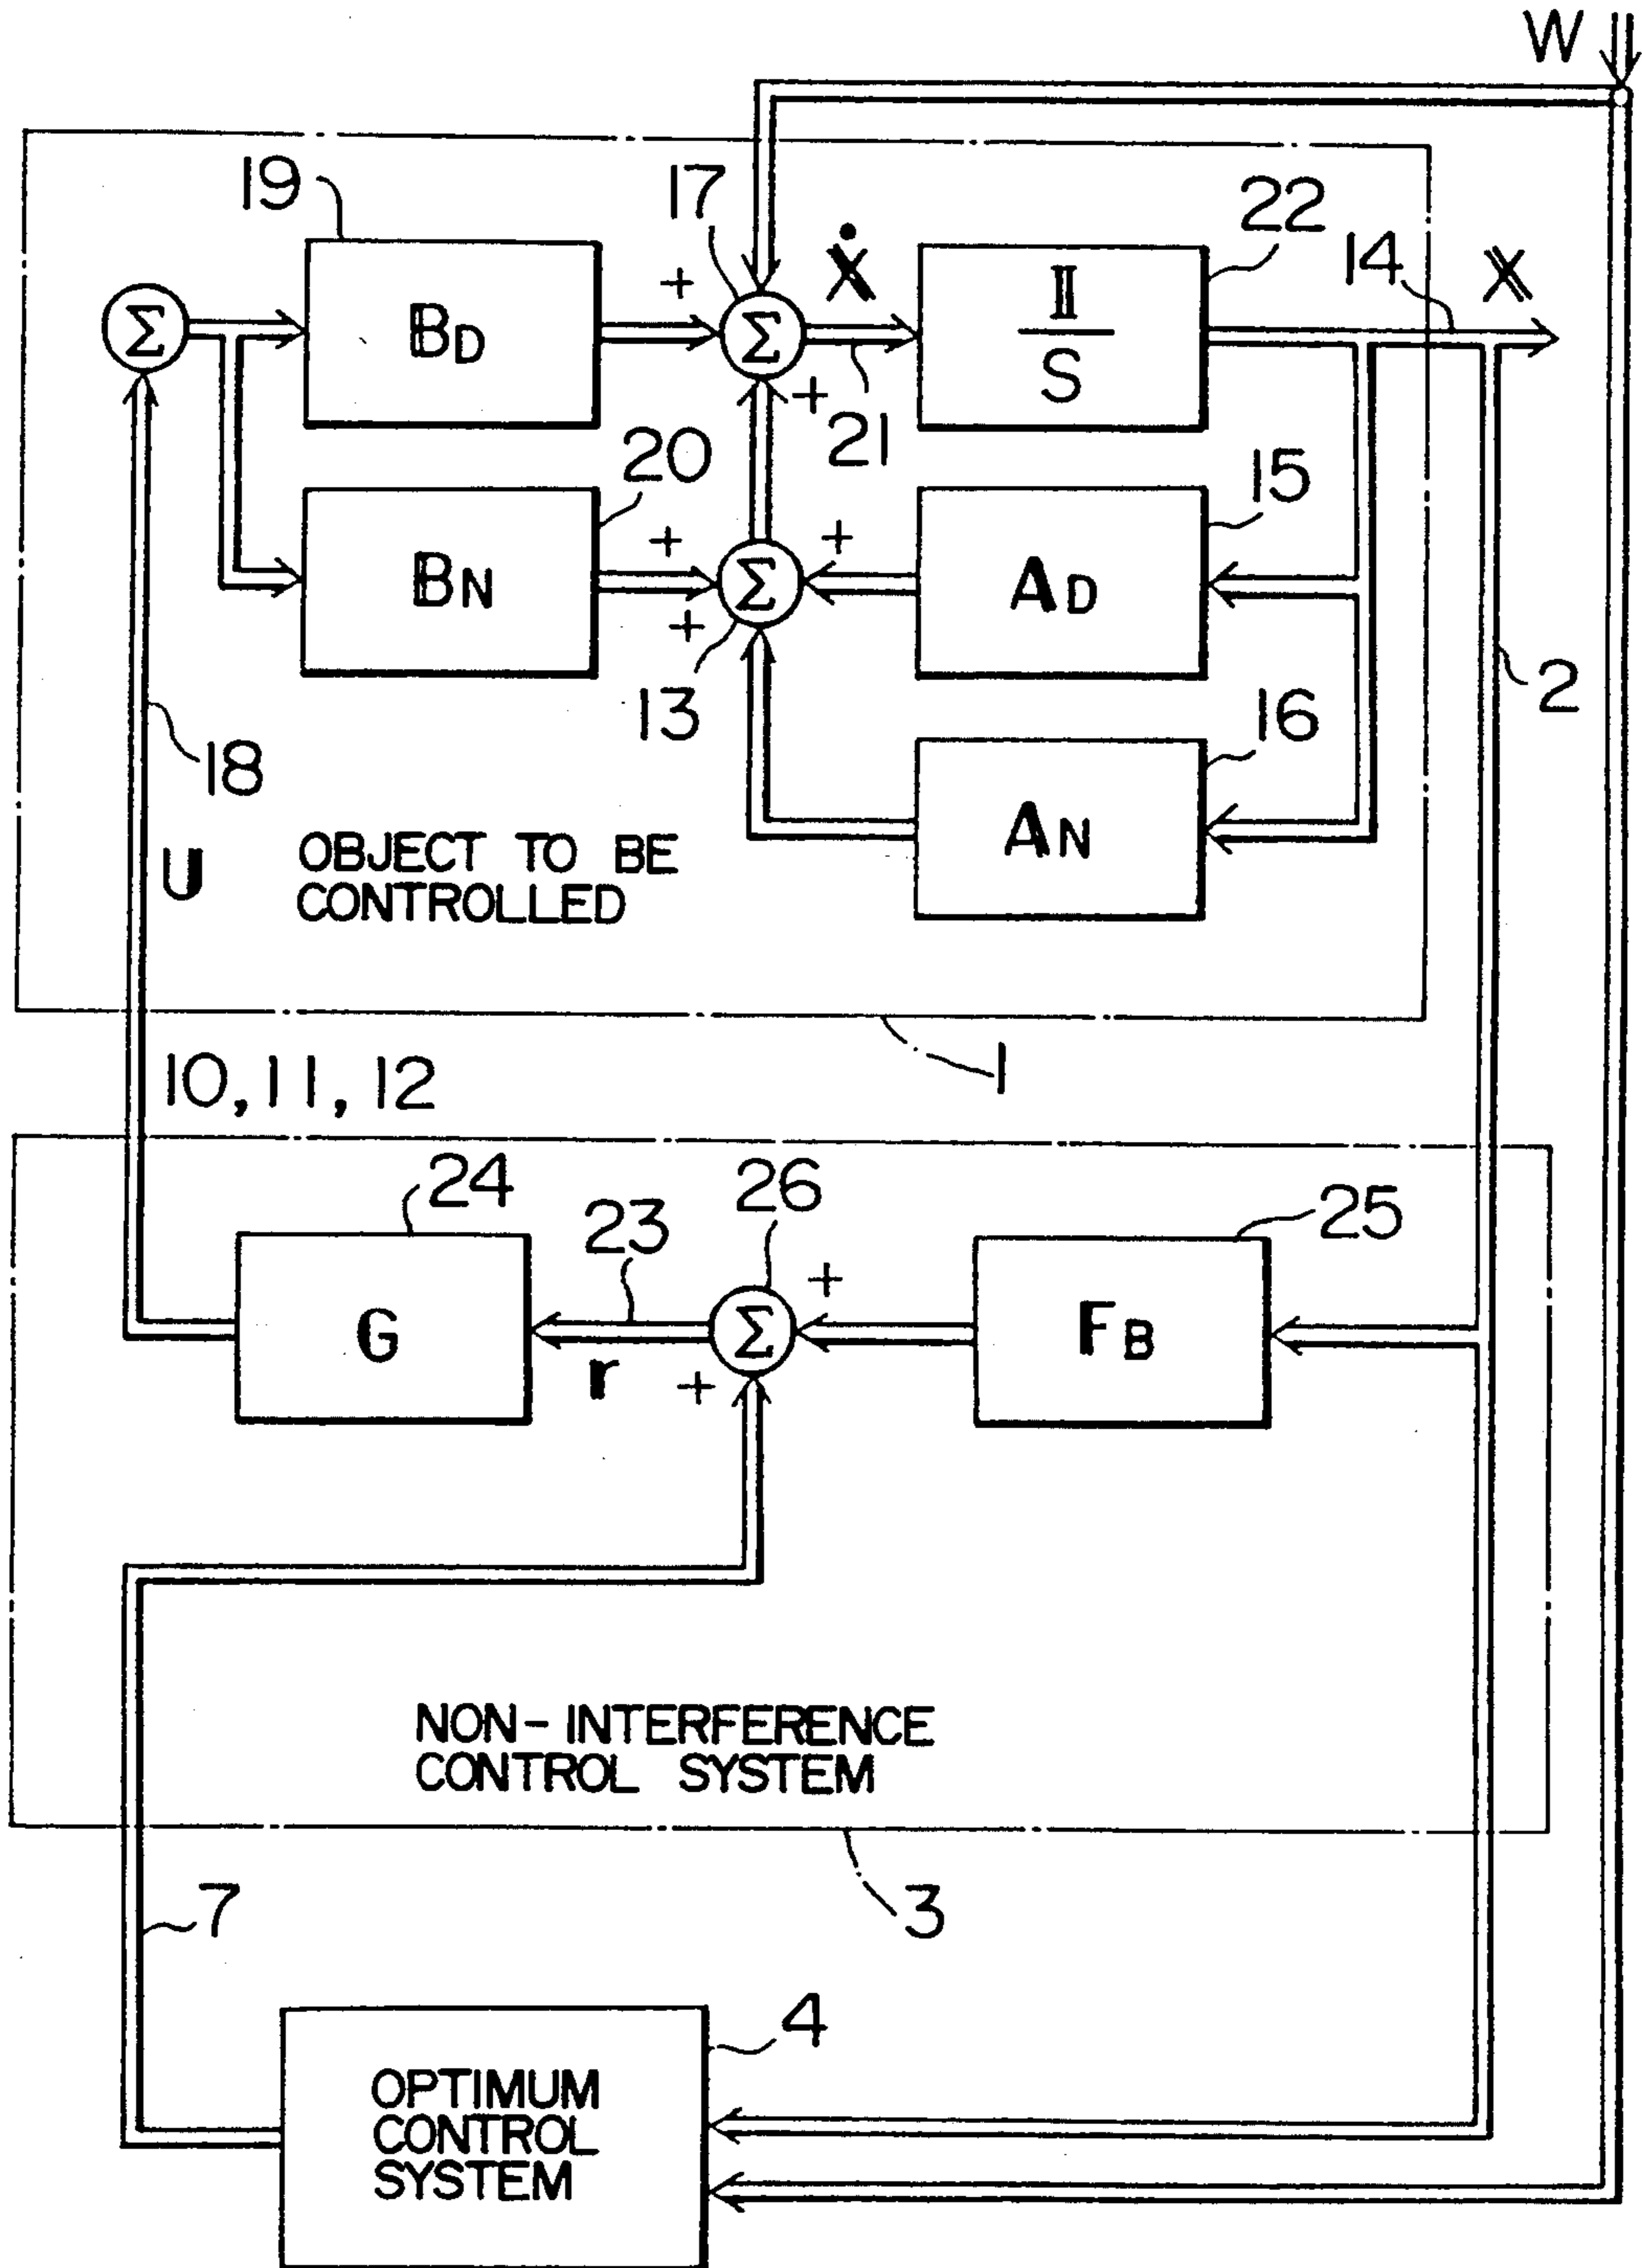 W
19
17
22
+
Ẋ
14
X
Σ
BD
Σ
I
S
+
21
20
15
+
+
BN
Σ
AD
+
13
2
16
18
AN
U
OBJECT TO BE
CONTROLLED
10, 11, 12
1
24
26
23
25
+
G
Σ
FB
r
+
NON-INTERFERENCE
CONTROL SYSTEM
7
3
4
OPTIMUM
CONTROL
SYSTEM